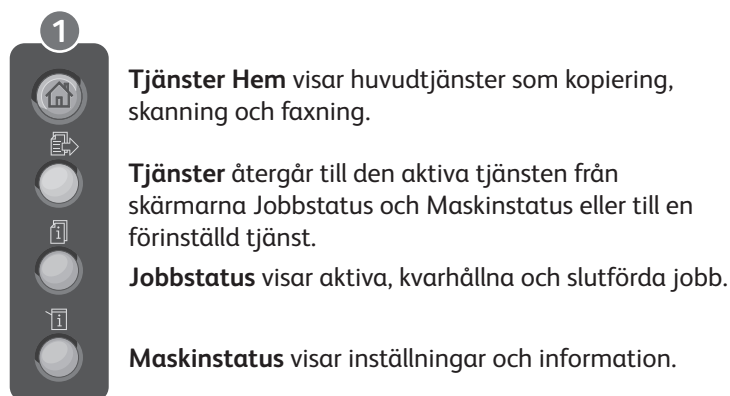 1
Tjänster Hem visar huvudtjänster som kopiering,
skanning och faxning.
Tjänster återgår till den aktiva tjänsten från
skärmarna Jobbstatus och Maskinstatus eller till en
förinställd tjänst.
Jobbstatus visar aktiva, kvarhållna och slutförda jobb.
Maskinstatus visar inställningar och information.